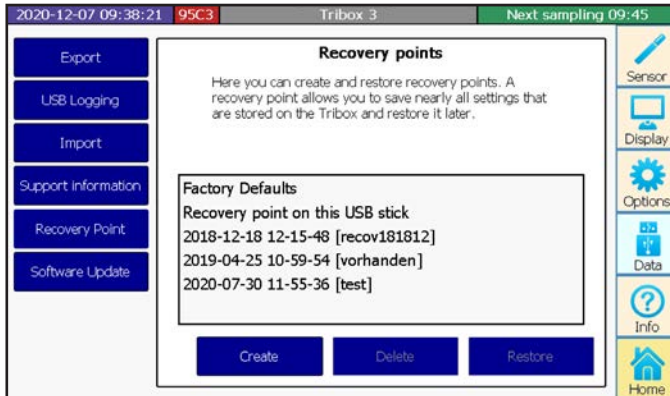 2020-12-07 09:38:21 95C3 Tribox 3 Next sampling 09:45
Export
USB Logging
Import
Support information
Recovery Point
Software Update
Recovery points
Here you can create and restore recovery points. A
recovery point allows you to save nearly all settings that
are stored on the Tribox and restore it later.
Factory Defaults
Recovery point on this USB stick
2018-12-18 12-15-48 [recov181812]
2019-04-25 10-59-54 [vorhanden]
2020-07-30 11-55-36 [test]
Create Delete Restore
Sensor
Display
Options
Data
Info
Home